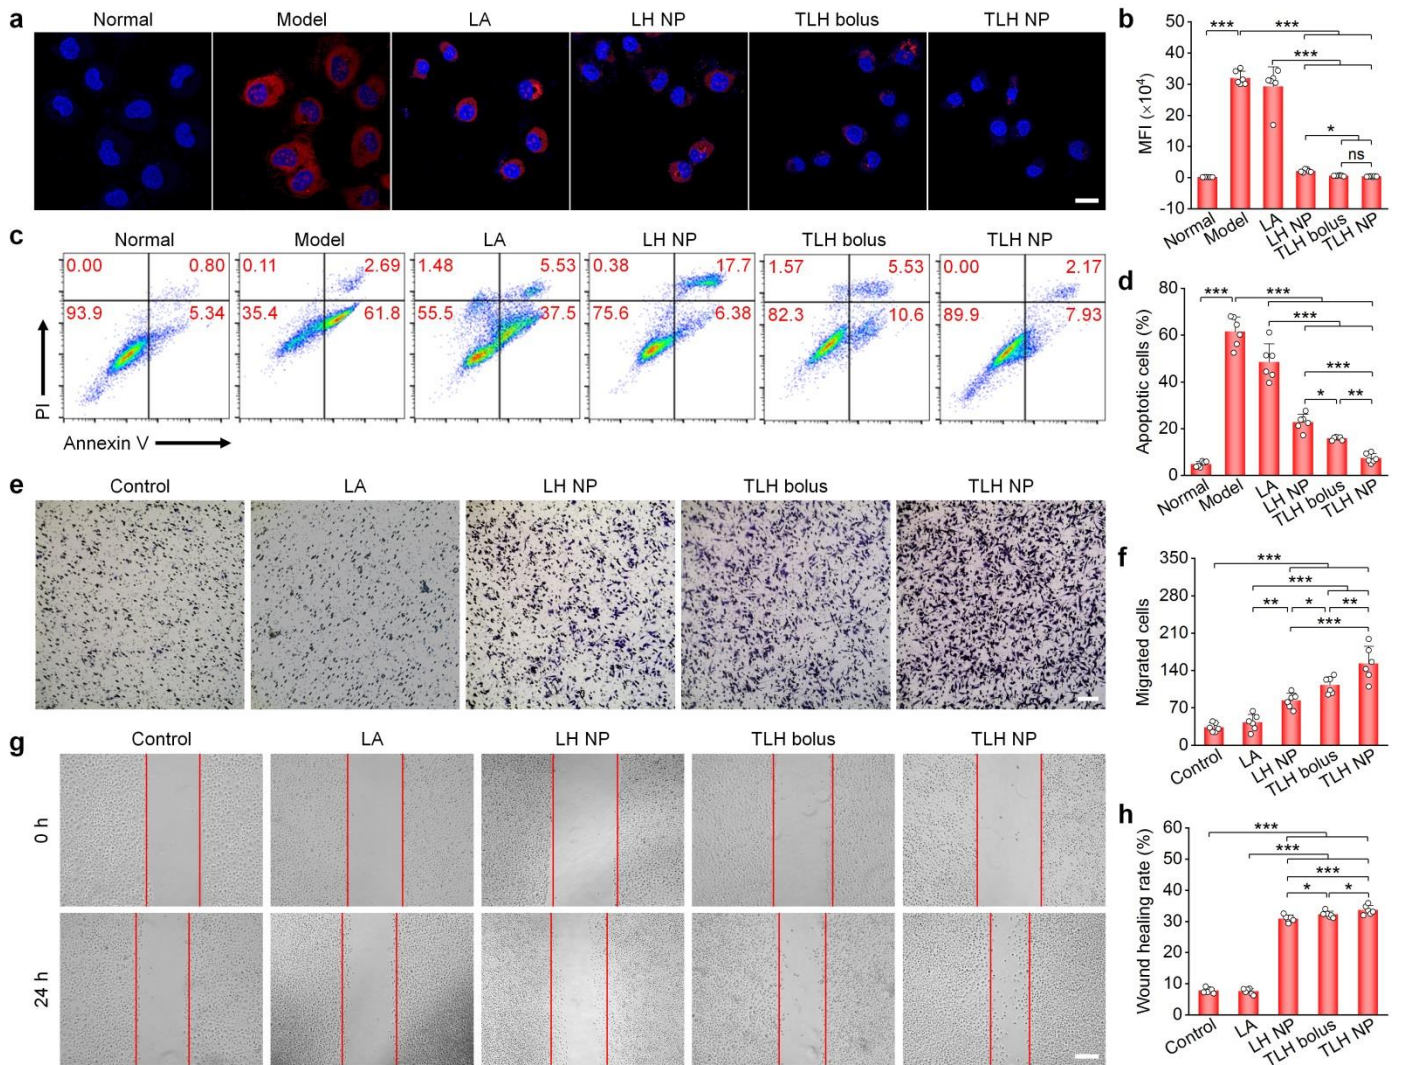 a
Normal
Model
LA
LH NP
TLH bolus
TLH NP
b
50
40
30
20
10
0
-10
MFI (×10⁴)
***
***
***
*
ns
Normal
Model
LA
LH NP
TLH bolus
TLH NP
c
Normal
Model
LA
LH NP
TLH bolus
TLH NP
0.00 0.80
93.9 5.34
0.11 2.69
35.4 61.8
1.48 5.53
55.5 37.5
0.38 17.7
75.6 6.38
1.57 5.53
82.3 10.6
0.00 2.17
89.9 7.93
PI
Annexin V
d
80
60
40
20
0
Apoptotic cells (%)
***
***
***
***
*
**
Normal
Model
LA
LH NP
TLH bolus
TLH NP
e
Control
LA
LH NP
TLH bolus
TLH NP
f
350
280
210
140
70
0
Migrated cells
***
***
**
*
**
***
Control
LA
LH NP
TLH bolus
TLH NP
g
Control
LA
LH NP
TLH bolus
TLH NP
0 h
24 h
h
60
50
40
30
20
10
0
Wound healing rate (%)
***
***
***
*
*
Control
LA
LH NP
TLH bolus
TLH NP